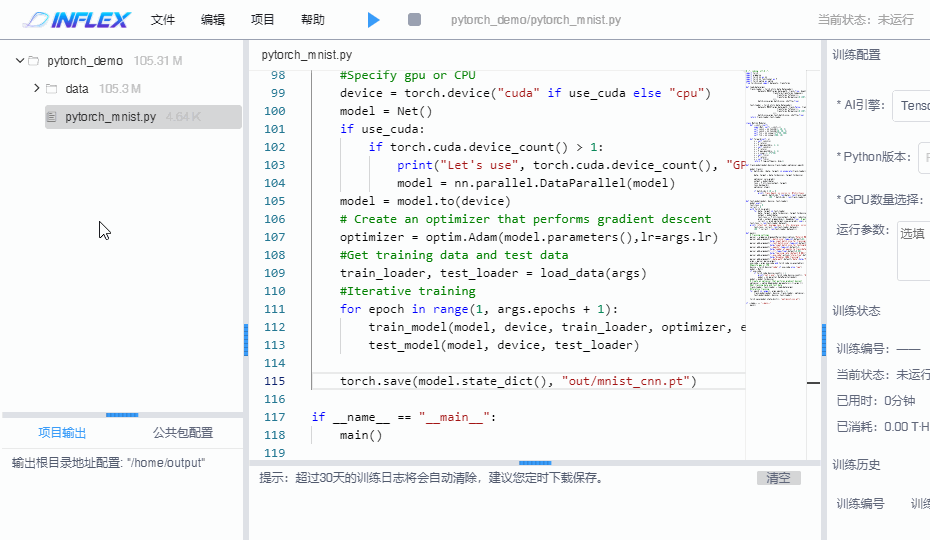 INFLEX 文件 编辑 项目 帮助 pytorch_demo/pytorch_mnist.py 当前状态：未运行
pytorch_demo 105.31 M
data 105.3 M
pytorch_mnist.py 4.64 K
项目输出 公共包配置
输出根目录地址配置: "/home/output"
pytorch_mnist.py
98 #Specify gpu or CPU
99 device = torch.device("cuda" if use_cuda else "cpu")
100 model = Net()
101 if use_cuda:
102 if torch.cuda.device_count() > 1:
103 print("Let's use", torch.cuda.device_count(), "GP
104 model = nn.parallel.DataParallel(model)
105 model = model.to(device)
106 # Create an optimizer that performs gradient descent
107 optimizer = optim.Adam(model.parameters(),lr=args.lr)
108 #Get training data and test data
109 train_loader, test_loader = load_data(args)
110 #Iterative training
111 for epoch in range(1, args.epochs + 1):
112 train_model(model, device, train_loader, optimizer, e
113 test_model(model, device, test_loader)
114
115 torch.save(model.state_dict(), "out/mnist_cnn.pt")
116
117 if __name__ == "__main__":
118 main()
119
提示：超过30天的训练日志将会自动清除，建议您定时下载保存。 清空
训练配置
* AI引擎: Tenso
* Python版本:
* GPU数量选择:
运行参数: 选填
训练状态
训练编号: ——
当前状态: 未运行
已用时: 0分钟
已消耗: 0.00 T·H
训练历史
训练编号 训练